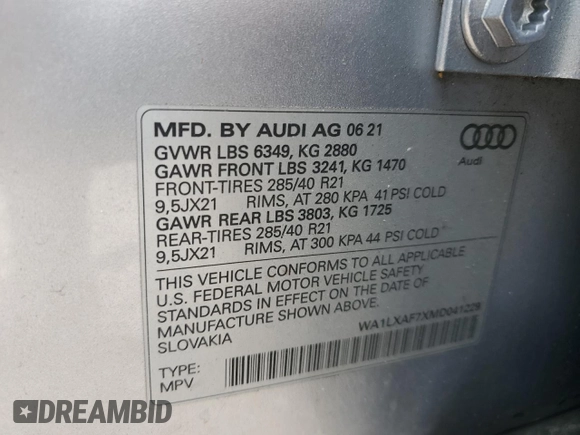 MFD. BY AUDI AG 06 21
GVWR LBS 6349, KG 2880
GAWR FRONT LBS 3241, KG 1470
FRONT-TIRES 285/40 R21
9,5JX21 RIMS, AT 280 KPA 41 PSI COLD
GAWR REAR LBS 3803, KG 1725
REAR-TIRES 285/40 R21
9,5JX21 RIMS, AT 300 KPA 44 PSI COLD
Audi
THIS VEHICLE CONFORMS TO ALL APPLICABLE
U.S. FEDERAL MOTOR VEHICLE SAFETY
STANDARDS IN EFFECT ON THE DATE OF
MANUFACTURE SHOWN ABOVE.
SLOVAKIA
WA1LXAF7XMD041229
TYPE:
MPV
DREAMBID